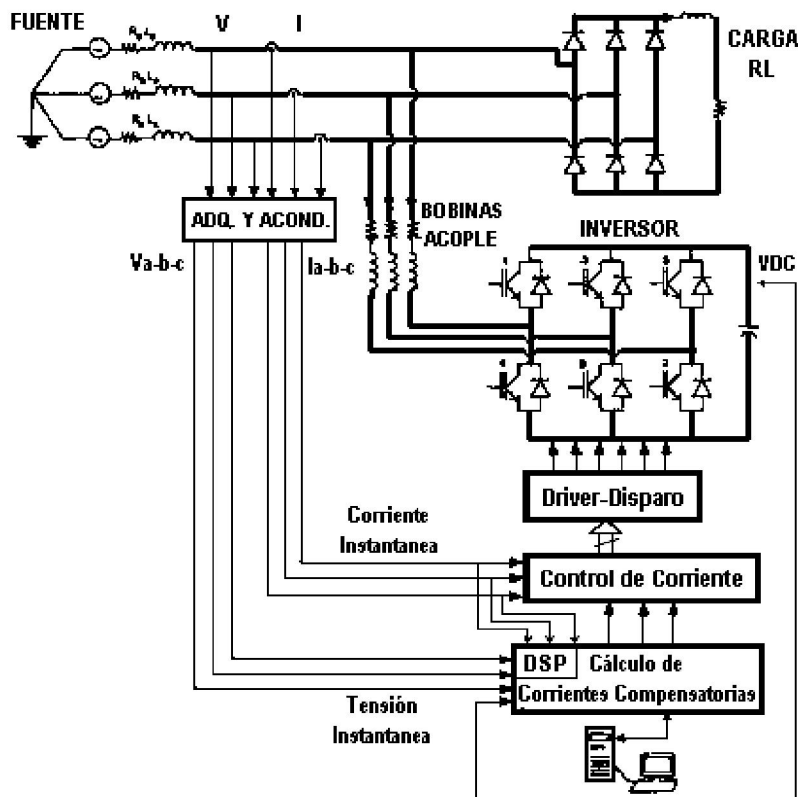 FUENTE
V
I
CARGA
RL
ADQ. Y ACOND.
BOBINAS
ACOPLE
INVERSOR
Va-b-c
Ia-b-c
VDC
Driver-Disparo
Corriente
Instantanea
Control de Corriente
DSP
Cálculo de
Corrientes Compensatorias
Tensión
Instantanea